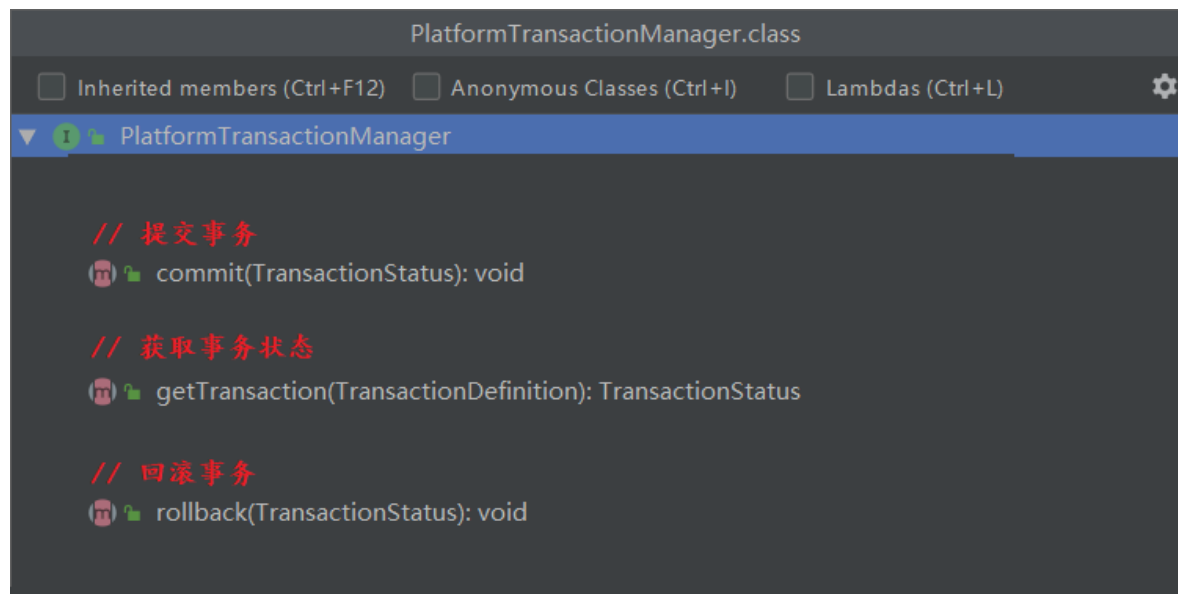 PlatformTransactionManager.class
Inherited members (Ctrl+F12) Anonymous Classes (Ctrl+I) Lambdas (Ctrl+L)
PlatformTransactionManager
// 提交事务
commit(TransactionStatus): void
// 获取事务状态
getTransaction(TransactionDefinition): TransactionStatus
// 回滚事务
rollback(TransactionStatus): void